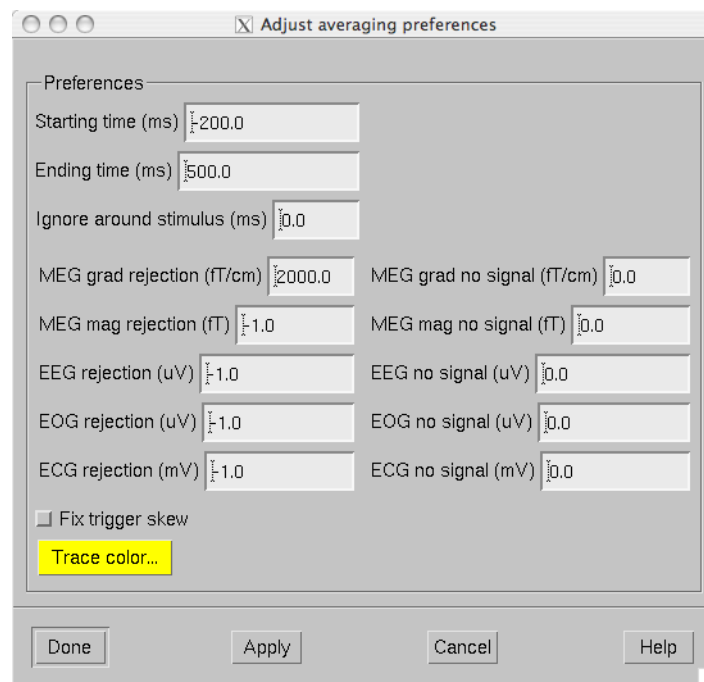 Adjust averaging preferences
Preferences
Starting time (ms) -200.0
Ending time (ms) 500.0
Ignore around stimulus (ms) 0.0
MEG grad rejection (fT/cm) 2000.0 MEG grad no signal (fT/cm) 0.0
MEG mag rejection (fT) -1.0 MEG mag no signal (fT) 0.0
EEG rejection (uV) -1.0 EEG no signal (uV) 0.0
EOG rejection (uV) -1.0 EOG no signal (uV) 0.0
ECG rejection (mV) -1.0 ECG no signal (mV) 0.0
Fix trigger skew
Trace color...
Done Apply Cancel Help